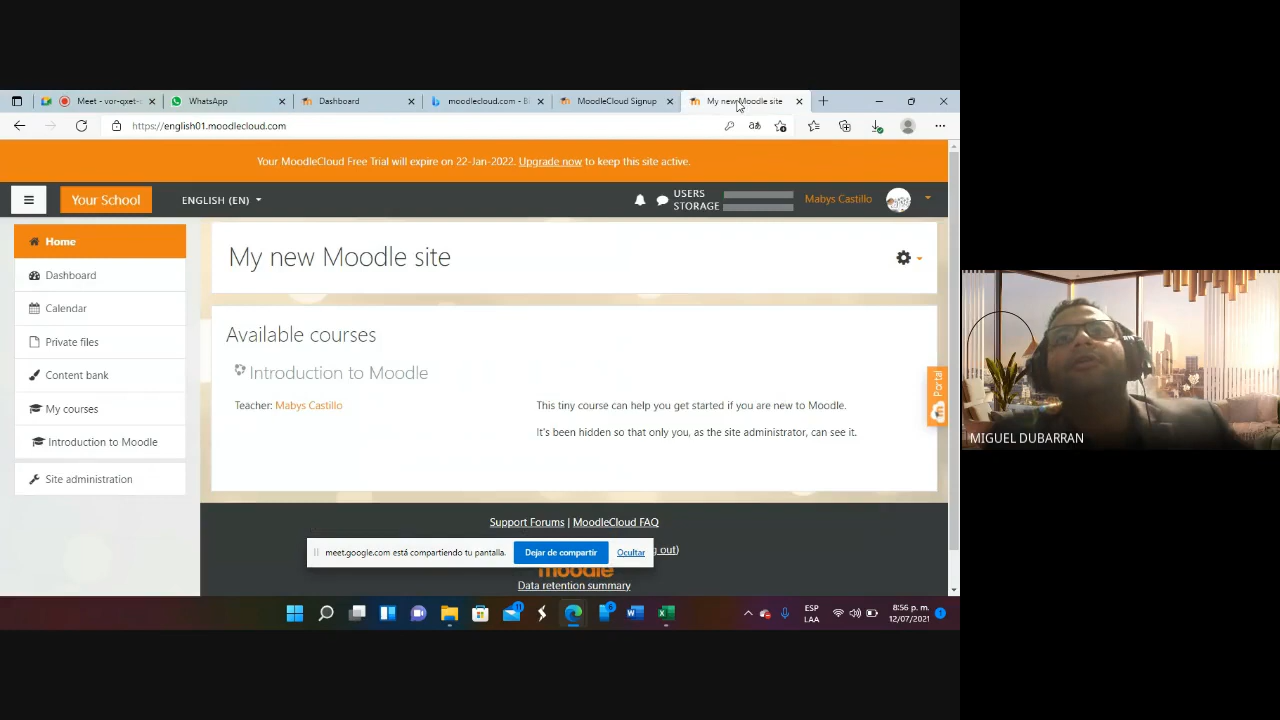 Meet - vor-qxet-
WhatsApp
Dashboard
moodlecloud.com - Bi
MoodleCloud Signup
My new Moodle site
https://english01.moodlecloud.com
Your MoodleCloud Free Trial will expire on 22-Jan-2022. Upgrade now to keep this site active.
Your School
ENGLISH (EN)
USERS
STORAGE
Mabys Castillo
Home
Dashboard
Calendar
Private files
Content bank
My courses
Introduction to Moodle
Site administration
My new Moodle site
Available courses
Introduction to Moodle
Teacher: Mabys Castillo
This tiny course can help you get started if you are new to Moodle.
It's been hidden so that only you, as the site administrator, can see it.
Portal
MIGUEL DUBARRAN
Support Forums | MoodleCloud FAQ
meet.google.com está compartiendo tu pantalla.
Dejar de compartir
Ocultar
out)
moodle
Data retention summary
ESP
LAA
8:56 p. m.
12/07/2021